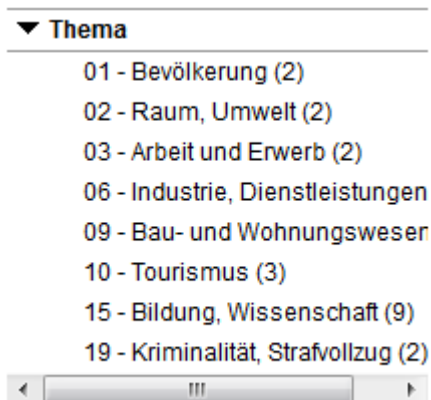 Thema
01 - Bevölkerung (2)
02 - Raum, Umwelt (2)
03 - Arbeit und Erwerb (2)
06 - Industrie, Dienstleistungen
09 - Bau- und Wohnungswesen
10 - Tourismus (3)
15 - Bildung, Wissenschaft (9)
19 - Kriminalität, Strafvollzug (2)